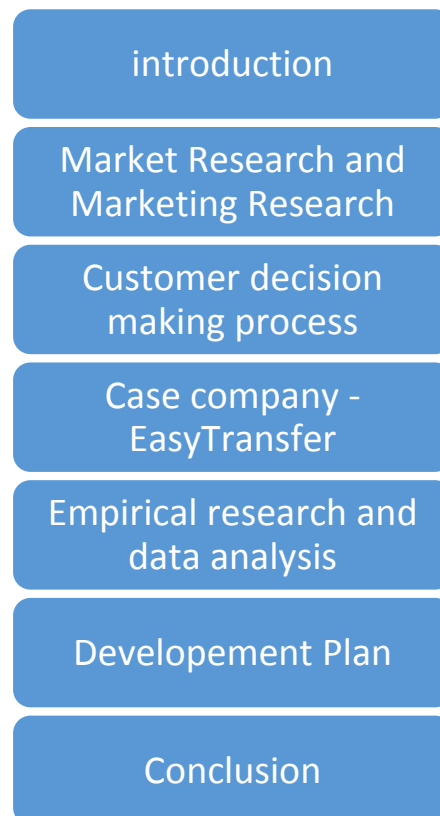 introduction
Market Research and
Marketing Research
Customer decision
making process
Case company -
EasyTransfer
Empirical research and
data analysis
Developement Plan
Conclusion